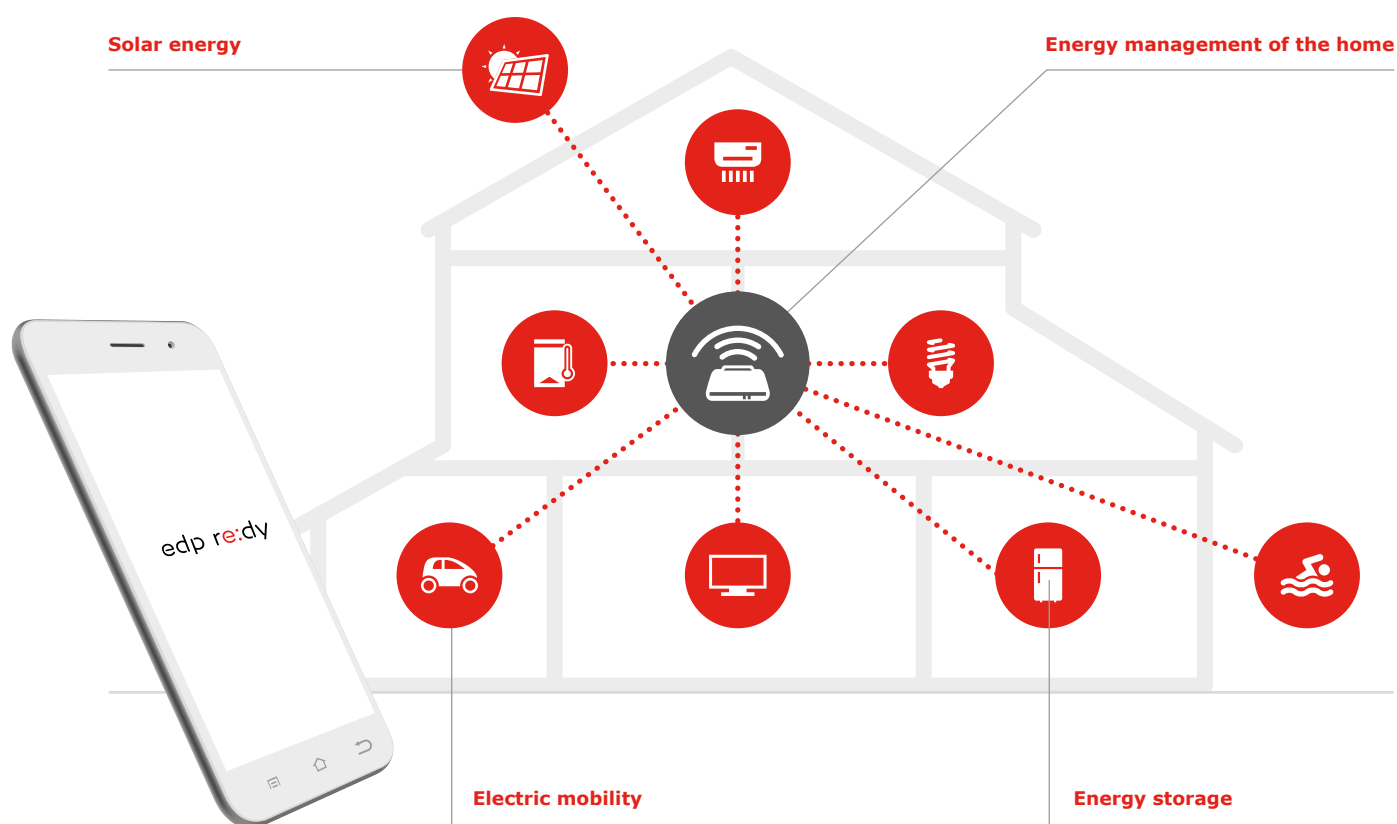 Solar energy
Energy management of the home
edp re:dy
Electric mobility
Energy storage